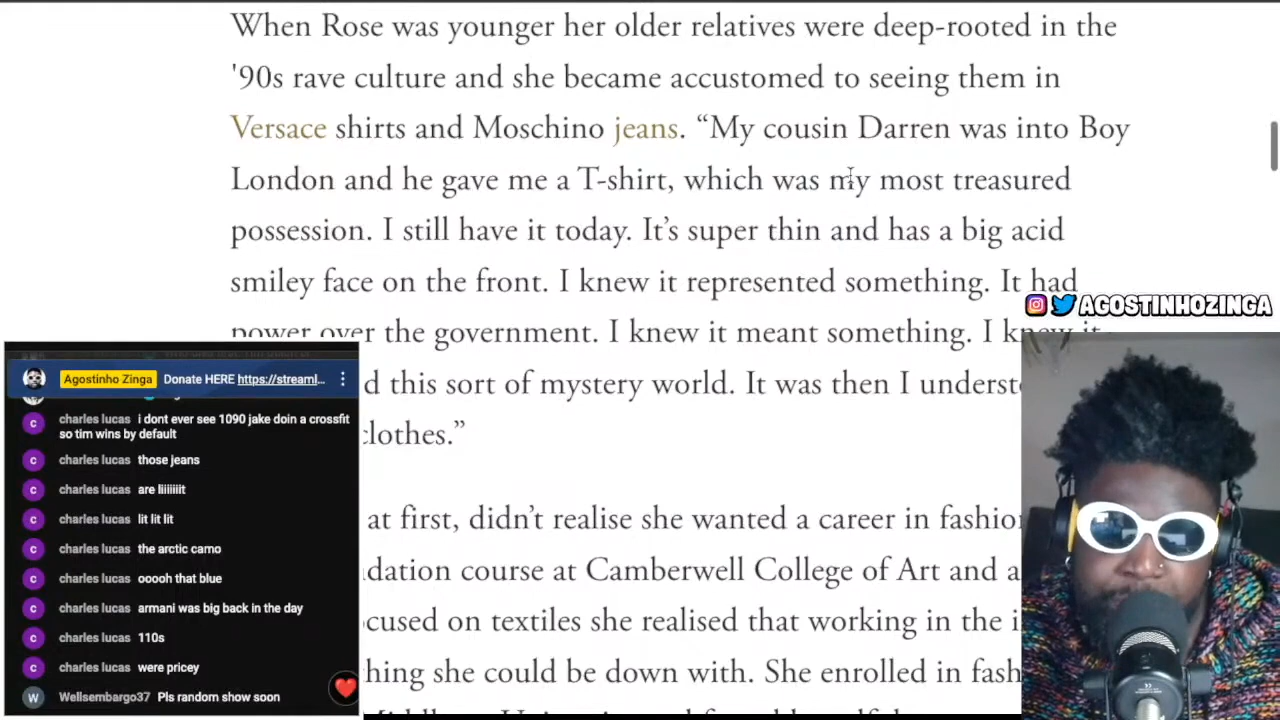 When Rose was younger her older relatives were deep-rooted in the
'90s rave culture and she became accustomed to seeing them in
Versace shirts and Moschino jeans. “My cousin Darren was into Boy
London and he gave me a T-shirt, which was my most treasured
possession. I still have it today. It’s super thin and has a big acid
smiley face on the front. I knew it represented something. It had
power over the government. I knew it meant something. I knew it
d this sort of mystery world. It was then I underst
clothes.”
at first, didn’t realise she wanted a career in fashion
dation course at Camberwell College of Art and a
cused on textiles she realised that working in the i
hing she could be down with. She enrolled in fash
AGOSTINHOZINGA
Agostinho Zinga Donate HERE https://streaml...
charles lucas i dont ever see 1090 jake doin a crossfit
so tim wins by default
charles lucas those jeans
charles lucas are liiiiiiit
charles lucas lit lit lit
charles lucas the arctic camo
charles lucas ooooh that blue
charles lucas armani was big back in the day
charles lucas 110s
charles lucas were pricey
W Wellsembargo37 Pls random show soon